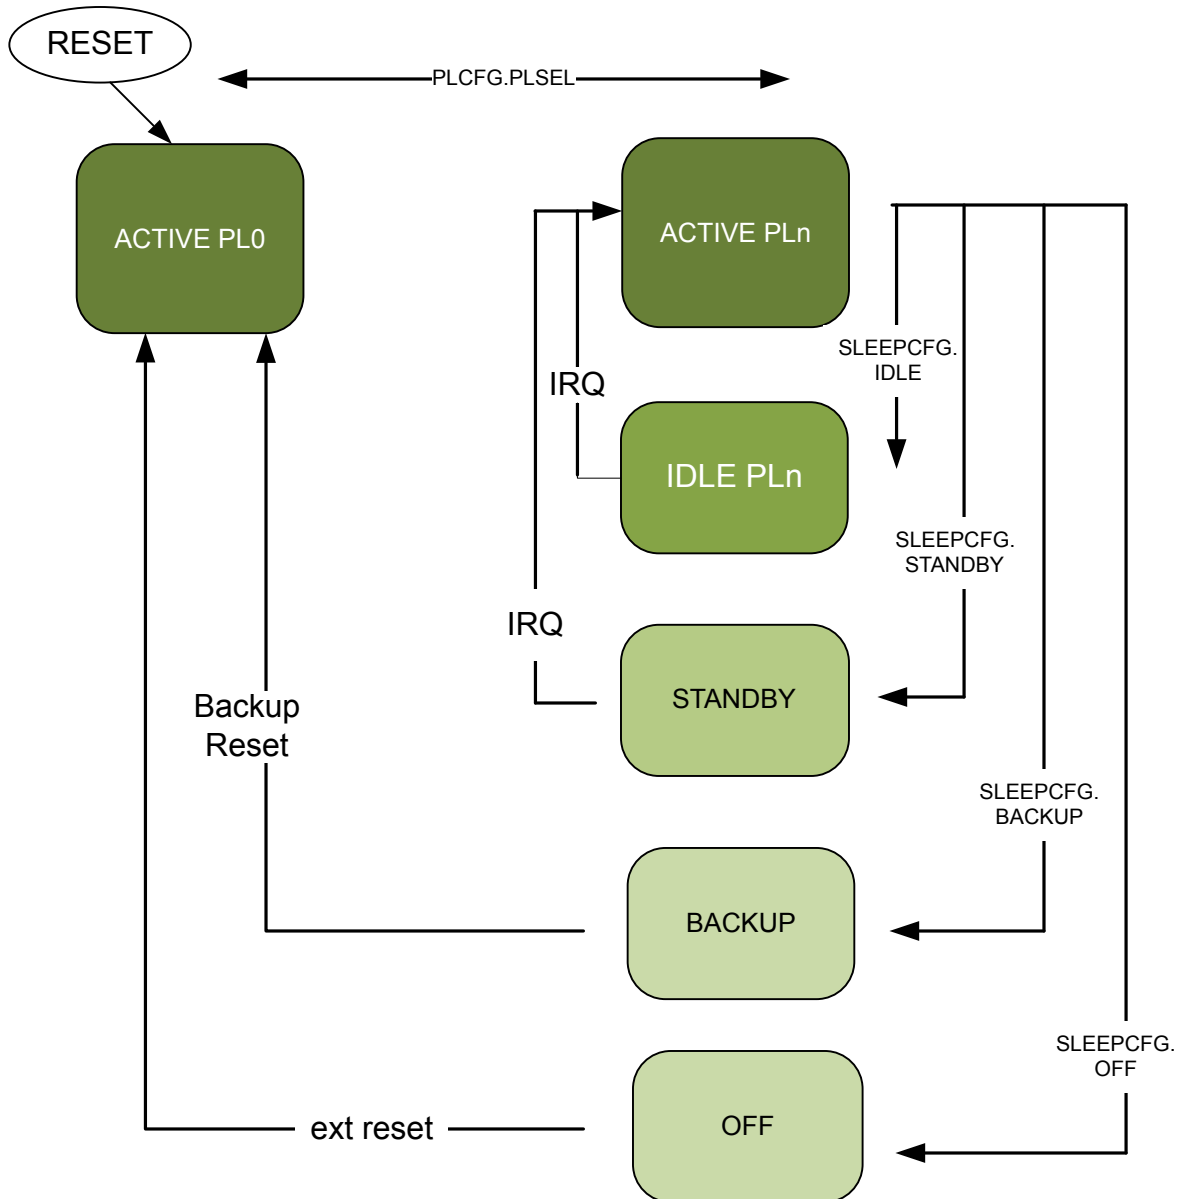 RESET
PLCFG.PLSEL
ACTIVE PL0
ACTIVE PLn
SLEEPCFG.
IDLE
IRQ
IDLE PLn
SLEEPCFG.
STANDBY
IRQ
STANDBY
Backup
Reset
SLEEPCFG.
BACKUP
BACKUP
SLEEPCFG.
OFF
ext reset
OFF